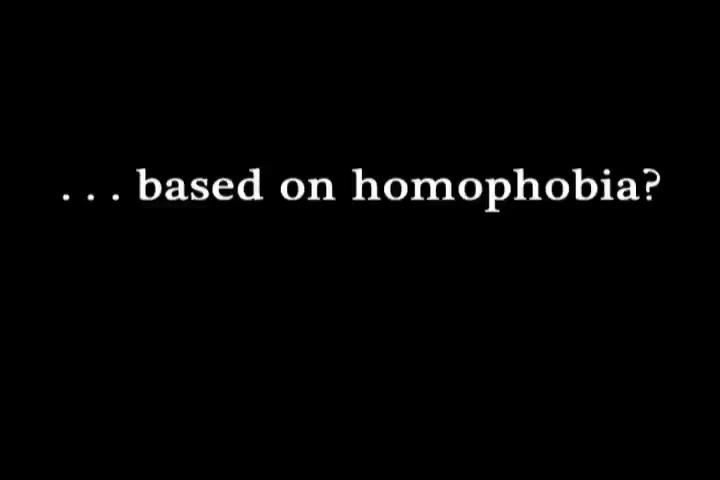 . . . based on homophobia?